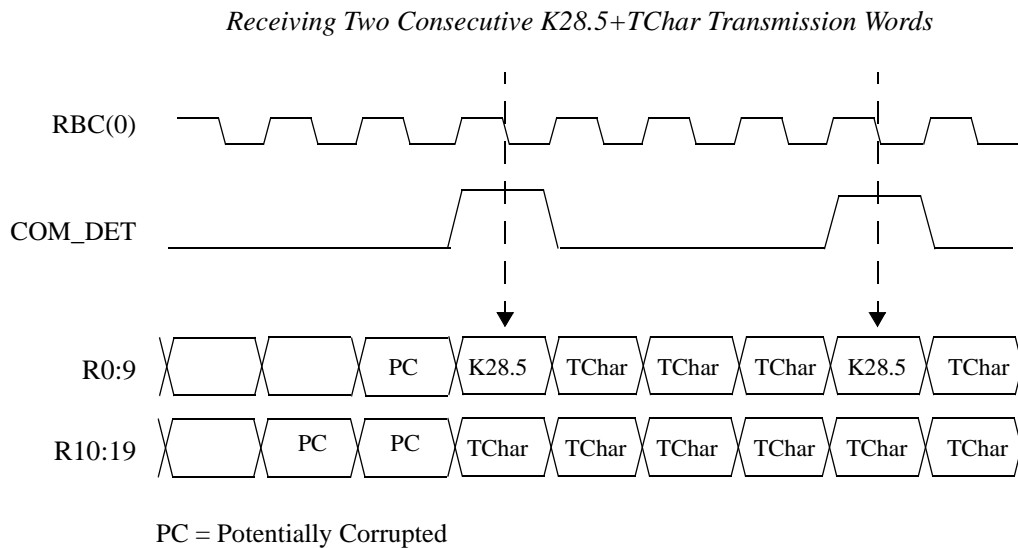 Receiving Two Consecutive K28.5+TChar Transmission Words
RBC(0)
COM_DET
R0:9 PC K28.5 TChar TChar TChar K28.5 TChar
R10:19 PC PC TChar TChar TChar TChar TChar TChar
PC = Potentially Corrupted